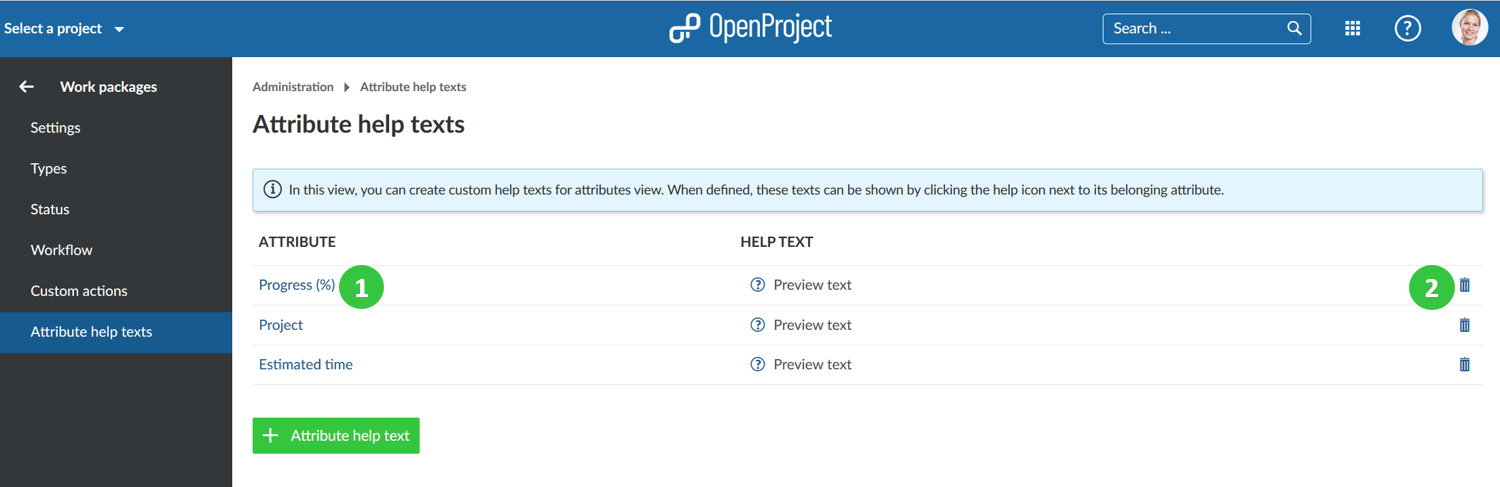 Select a project
OpenProject
Search ...
Work packages
Settings
Types
Status
Workflow
Custom actions
Attribute help texts
Administration Attribute help texts
Attribute help texts
In this view, you can create custom help texts for attributes view. When defined, these texts can be shown by clicking the help icon next to its belonging attribute.
ATTRIBUTE HELP TEXT
Progress (%) 1 ? Preview text 2
Project ? Preview text
Estimated time ? Preview text
+ Attribute help text